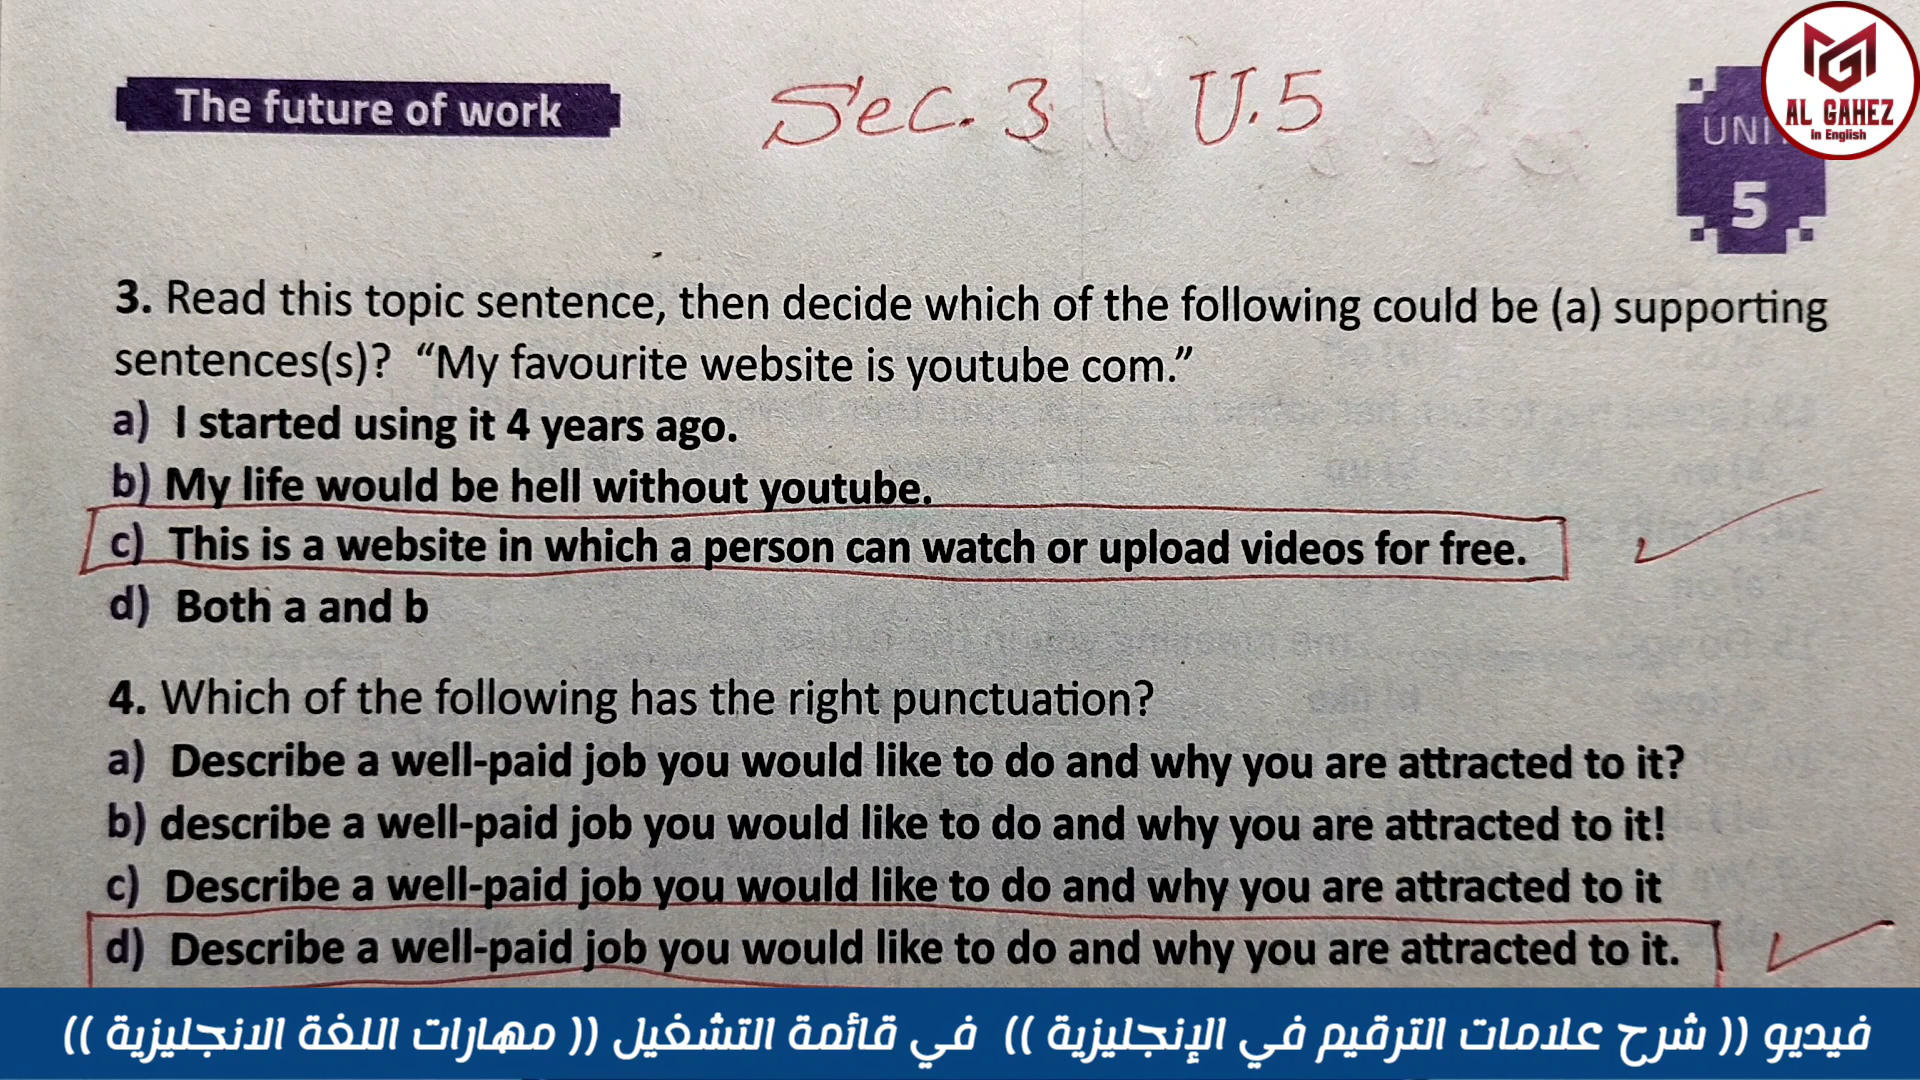 The future of work
Sec. 3 U.5
AL GAHEZ
in English
UNI
5
3. Read this topic sentence, then decide which of the following could be (a) supporting
sentences(s)? “My favourite website is youtube com.”
a) I started using it 4 years ago.
b) My life would be hell without youtube.
c) This is a website in which a person can watch or upload videos for free.
d) Both a and b
4. Which of the following has the right punctuation?
a) Describe a well-paid job you would like to do and why you are attracted to it?
b) describe a well-paid job you would like to do and why you are attracted to it!
c) Describe a well-paid job you would like to do and why you are attracted to it
d) Describe a well-paid job you would like to do and why you are attracted to it.
فيديو (( شرح علامات الترقيم في الإنجليزية )) في قائمة التشغيل (( مهارات اللغة الانجليزية ))